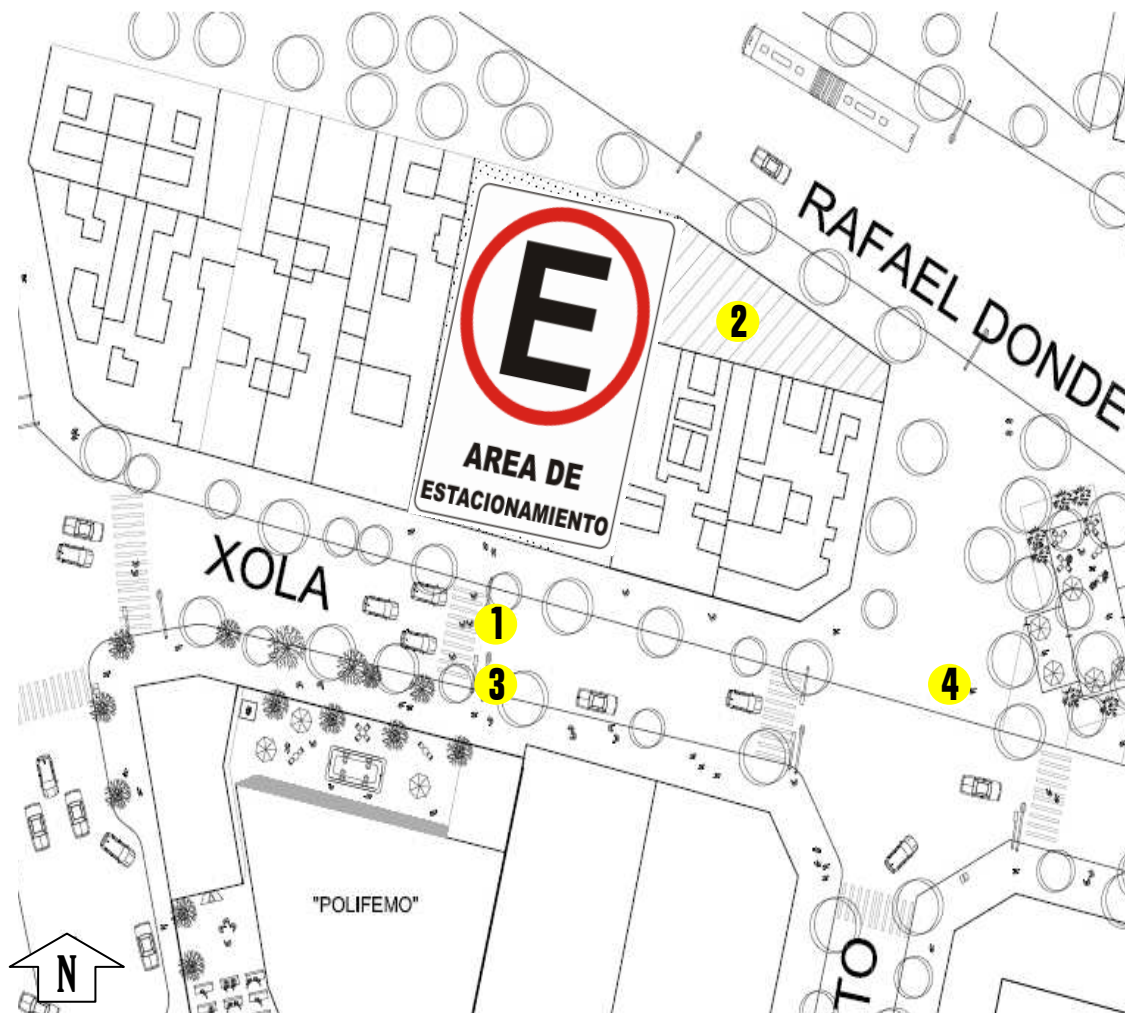 RAFAEL DONDE
E
2
AREA DE
ESTACIONAMIENTO
XOLA
1
3
4
"POLIFEMO"
TO
N